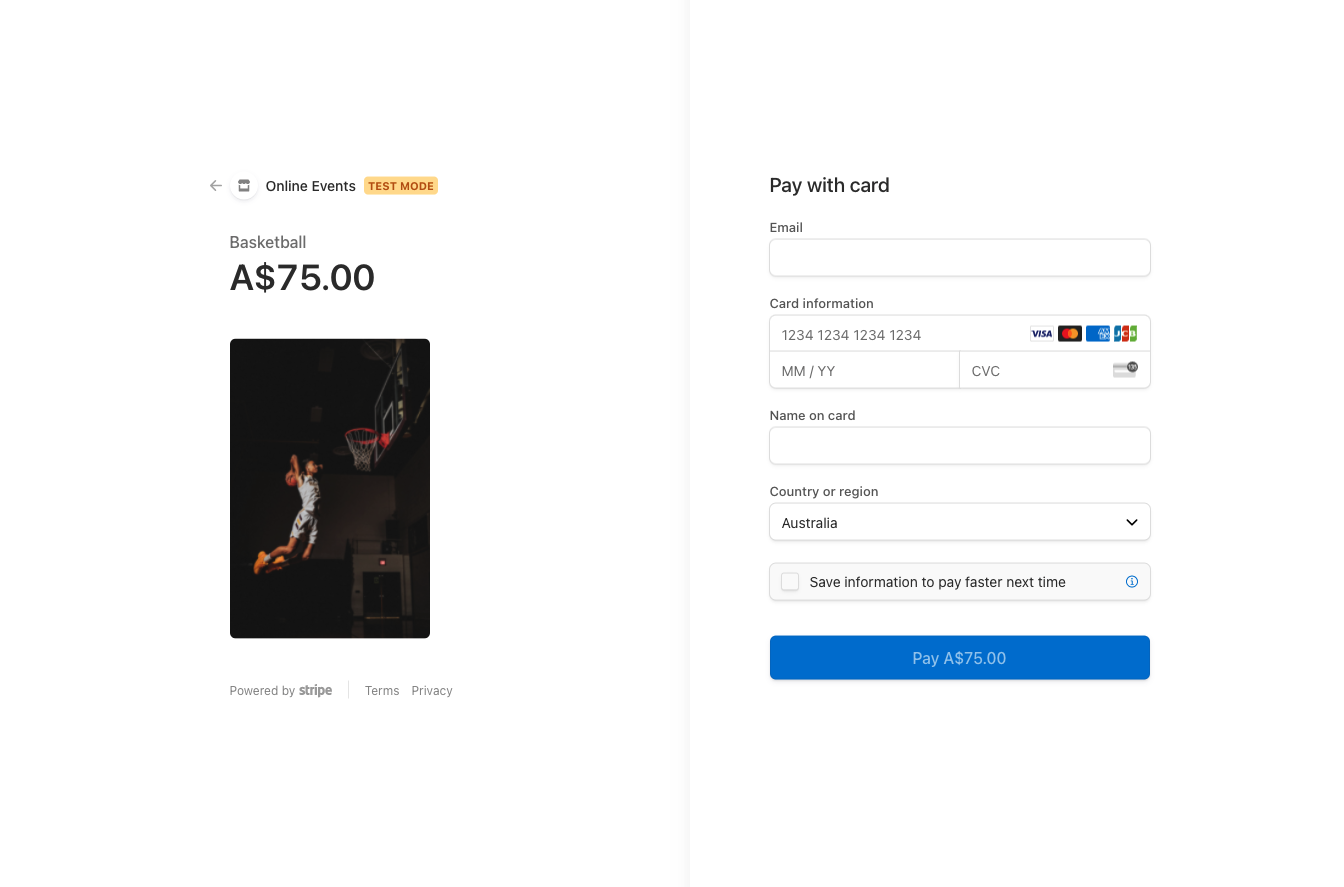 Online Events TEST MODE
Basketball
A$75.00
Powered by stripe Terms Privacy
Pay with card
Email
Card information
1234 1234 1234 1234 VISA
MM / YY CVC
Name on card
Country or region
Australia
Save information to pay faster next time
Pay A$75.00